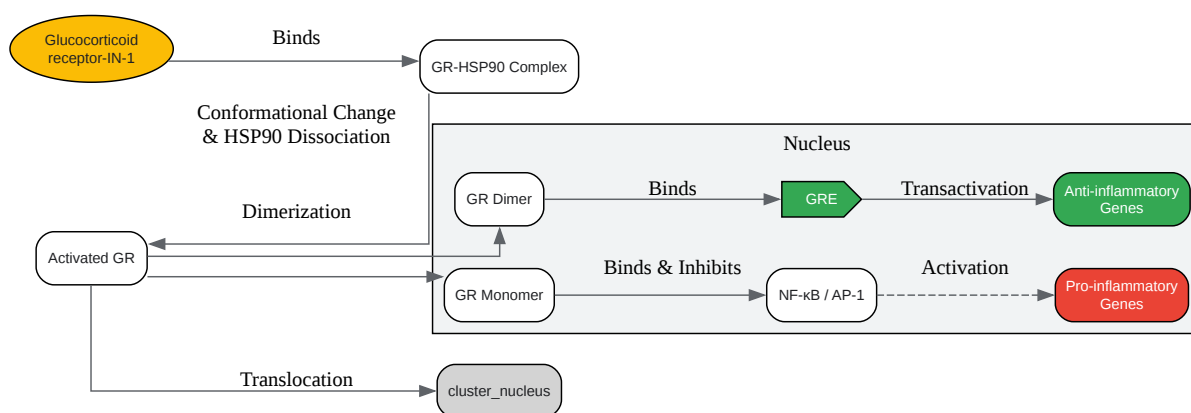 Glucocorticoid
receptor-IN-1
Binds
GR-HSP90 Complex
Conformational Change
& HSP90 Dissociation
Nucleus
GR Dimer
Binds
GRE
Transactivation
Anti-inflammatory
Genes
Dimerization
Activated GR
GR Monomer
Binds & Inhibits
NF-κB / AP-1
Activation
Pro-inflammatory
Genes
Translocation
cluster_nucleus